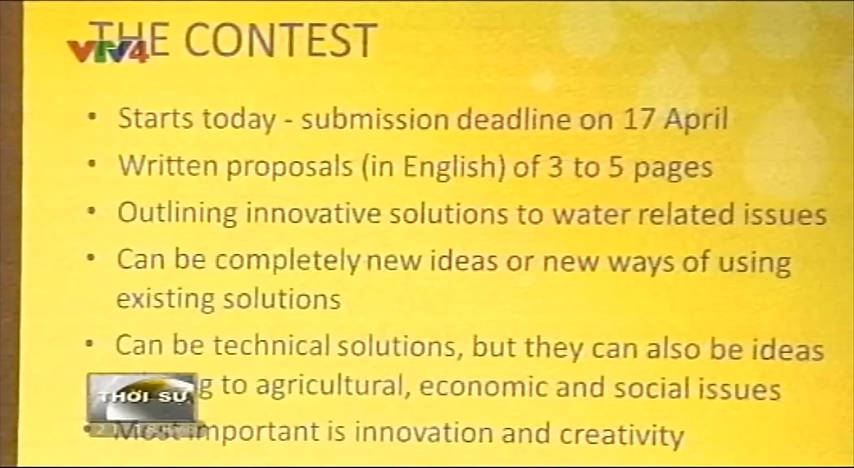 THE CONTEST
VTV4
• Starts today - submission deadline on 17 April
• Written proposals (in English) of 3 to 5 pages
• Outlining innovative solutions to water related issues
• Can be completely new ideas or new ways of using
existing solutions
• Can be technical solutions, but they can also be ideas
g to agricultural, economic and social issues
THỜI SỰ
• Most important is innovation and creativity